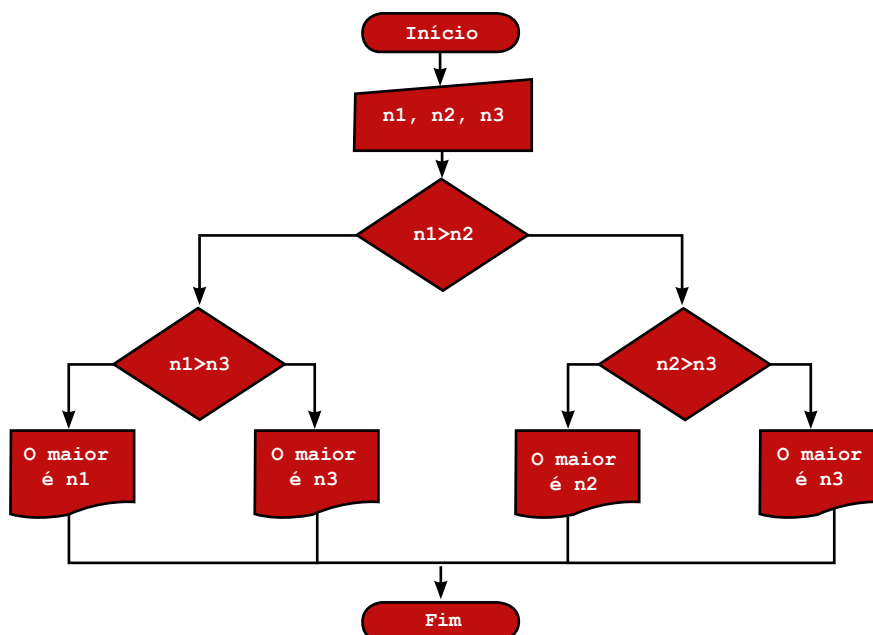 Início
n1, n2, n3
n1>n2
n1>n3
n2>n3
O maior
é n1
O maior
é n3
O maior
é n2
O maior
é n3
Fim